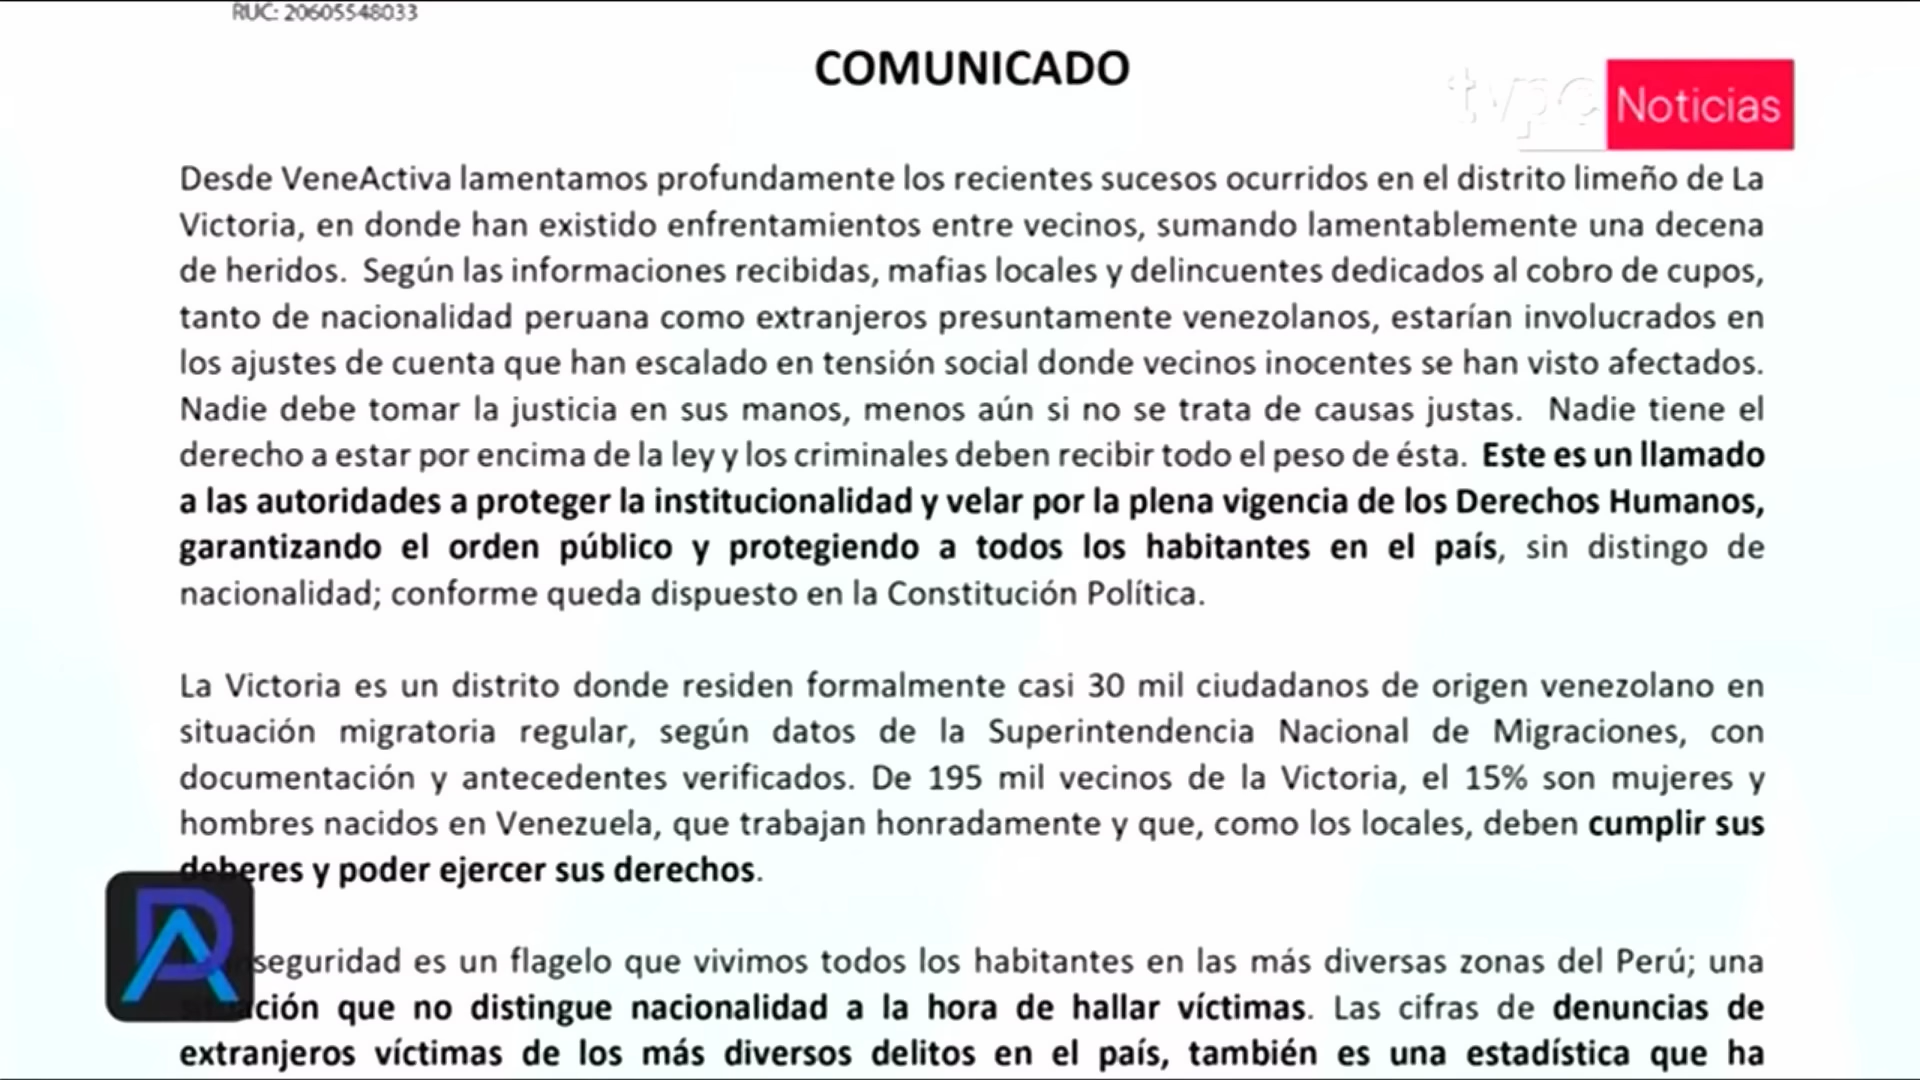 RUC: 20605548033
COMUNICADO
tvpe Noticias
Desde VeneActiva lamentamos profundamente los recientes sucesos ocurridos en el distrito limeño de La
Victoria, en donde han existido enfrentamientos entre vecinos, sumando lamentablemente una decena
de heridos. Según las informaciones recibidas, mafias locales y delincuentes dedicados al cobro de cupos,
tanto de nacionalidad peruana como extranjeros presuntamente venezolanos, estarían involucrados en
los ajustes de cuenta que han escalado en tensión social donde vecinos inocentes se han visto afectados.
Nadie debe tomar la justicia en sus manos, menos aún si no se trata de causas justas. Nadie tiene el
derecho a estar por encima de la ley y los criminales deben recibir todo el peso de ésta. Este es un llamado
a las autoridades a proteger la institucionalidad y velar por la plena vigencia de los Derechos Humanos,
garantizando el orden público y protegiendo a todos los habitantes en el país, sin distingo de
nacionalidad; conforme queda dispuesto en la Constitución Política.
La Victoria es un distrito donde residen formalmente casi 30 mil ciudadanos de origen venezolano en
situación migratoria regular, según datos de la Superintendencia Nacional de Migraciones, con
documentación y antecedentes verificados. De 195 mil vecinos de la Victoria, el 15% son mujeres y
hombres nacidos en Venezuela, que trabajan honradamente y que, como los locales, deben cumplir sus
deberes y poder ejercer sus derechos.
seguridad es un flagelo que vivimos todos los habitantes en las más diversas zonas del Perú; una
situación que no distingue nacionalidad a la hora de hallar víctimas. Las cifras de denuncias de
extranjeros víctimas de los más diversos delitos en el país, también es una estadística que ha